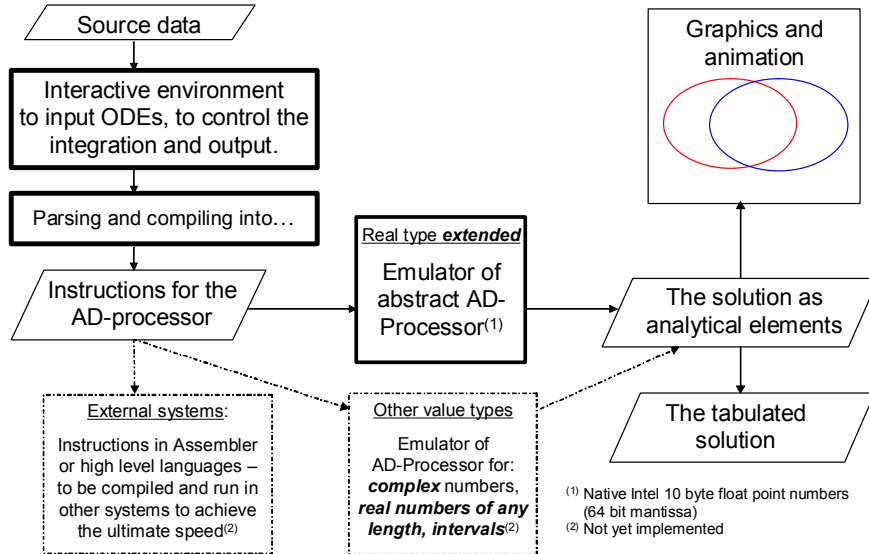 Source data
Interactive environment
to input ODEs, to control the
integration and output.
Parsing and compiling into…
Instructions for the
AD-processor
External systems:
Instructions in Assembler
or high level languages –
to be compiled and run in
other systems to achieve
the ultimate speed(2)
Real type extended
Emulator of
abstract AD-
Processor(1)
Other value types
Emulator of
AD-Processor for:
complex numbers,
real numbers of any
length, intervals(2)
Graphics and
animation
The solution as
analytical elements
The tabulated
solution
(1) Native Intel 10 byte float point numbers
(64 bit mantissa)
(2) Not yet implemented